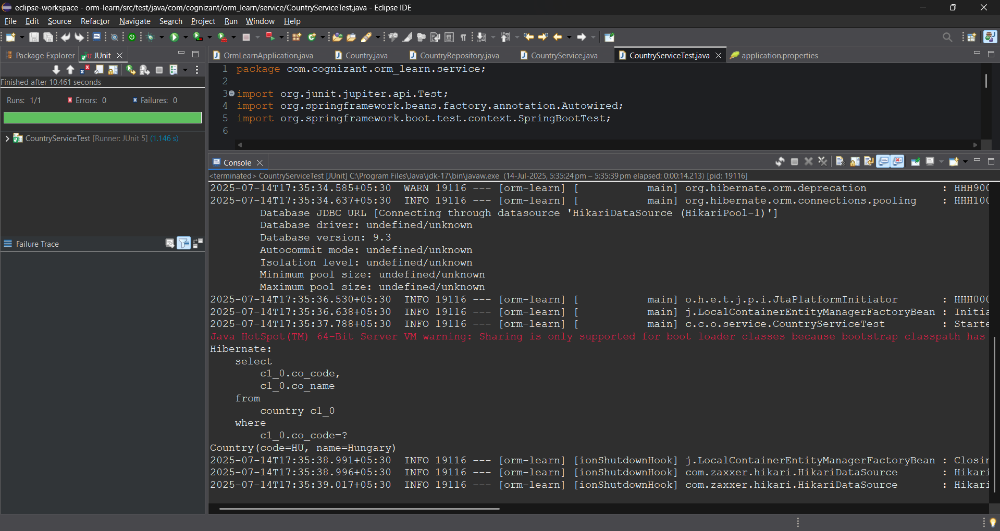 eclipse-workspace - orm-learn/src/test/java/com/cognizant/orm_learn/service/CountryServiceTest.java - Eclipse IDE
File Edit Source Refactor Navigate Search Project Run Window Help
Package Explorer JUnit
Finished after 10.461 seconds
Runs: 1/1 Errors: 0 Failures: 0
CountryServiceTest [Runner: JUnit 5] (1.146 s)
Failure Trace
OrmLearnApplication.java Country.java CountryRepository.java CountryService.java CountryServiceTest.java application.properties
1 package com.cognizant.orm_learn.service;
2
3 import org.junit.jupiter.api.Test;
4 import org.springframework.beans.factory.annotation.Autowired;
5 import org.springframework.boot.test.context.SpringBootTest;
6
Console
<terminated> CountryServiceTest [JUnit] C:\Program Files\Java\jdk-17\bin\javaw.exe (14-Jul-2025, 5:35:24 pm – 5:35:39 pm elapsed: 0:00:14.213) [pid: 19116]
2025-07-14T17:35:34.585+05:30 WARN 19116 --- [orm-learn] [ main] org.hibernate.orm.deprecation : HHH900
2025-07-14T17:35:34.637+05:30 INFO 19116 --- [orm-learn] [ main] org.hibernate.orm.connections.pooling : HHH100
Database JDBC URL [Connecting through datasource 'HikariDataSource (HikariPool-1)']
Database driver: undefined/unknown
Database version: 9.3
Autocommit mode: undefined/unknown
Isolation level: undefined/unknown
Minimum pool size: undefined/unknown
Maximum pool size: undefined/unknown
2025-07-14T17:35:36.530+05:30 INFO 19116 --- [orm-learn] [ main] o.h.e.t.j.p.i.JtaPlatformInitiator : HHH000
2025-07-14T17:35:36.638+05:30 INFO 19116 --- [orm-learn] [ main] j.LocalContainerEntityManagerFactoryBean : Initia
2025-07-14T17:35:37.788+05:30 INFO 19116 --- [orm-learn] [ main] c.c.o.service.CountryServiceTest : Starte
Java HotSpot(TM) 64-Bit Server VM warning: Sharing is only supported for boot loader classes because bootstrap classpath has
Hibernate:
select
c1_0.co_code,
c1_0.co_name
from
country c1_0
where
c1_0.co_code=?
Country(code=HU, name=Hungary)
2025-07-14T17:35:38.991+05:30 INFO 19116 --- [orm-learn] [ionShutdownHook] j.LocalContainerEntityManagerFactoryBean : Closin
2025-07-14T17:35:38.996+05:30 INFO 19116 --- [orm-learn] [ionShutdownHook] com.zaxxer.hikari.HikariDataSource : Hikari
2025-07-14T17:35:39.017+05:30 INFO 19116 --- [orm-learn] [ionShutdownHook] com.zaxxer.hikari.HikariDataSource : Hikari